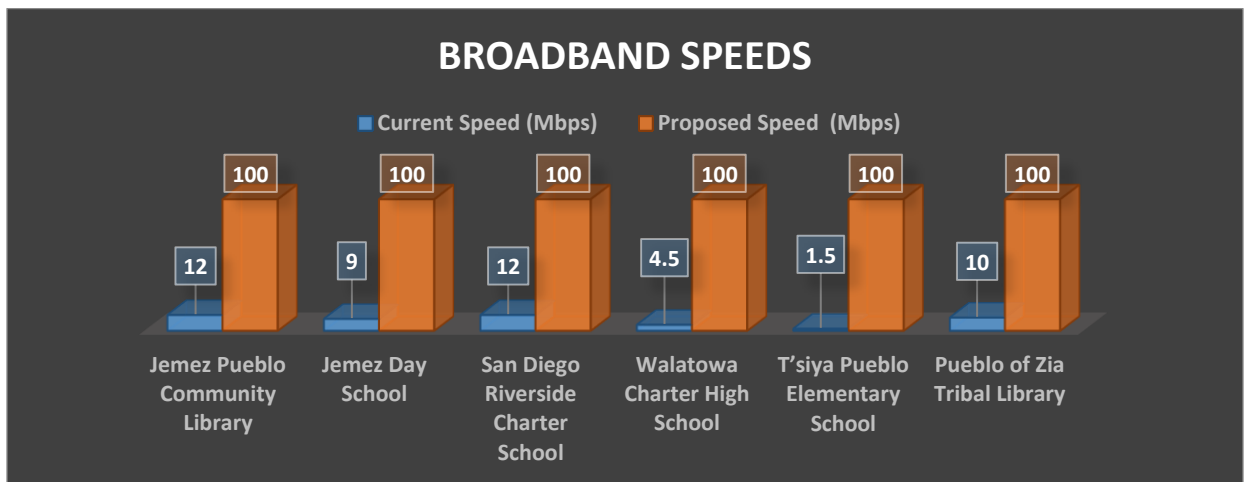 BROADBAND SPEEDS
Current Speed (Mbps) Proposed Speed (Mbps)
100 100 100 100 100 100
12 9 12 4.5 1.5 10
Jemez Pueblo Community Library
Jemez Day School
San Diego Riverside Charter School
Walatowa Charter High School
T'siya Pueblo Elementary School
Pueblo of Zia Tribal Library